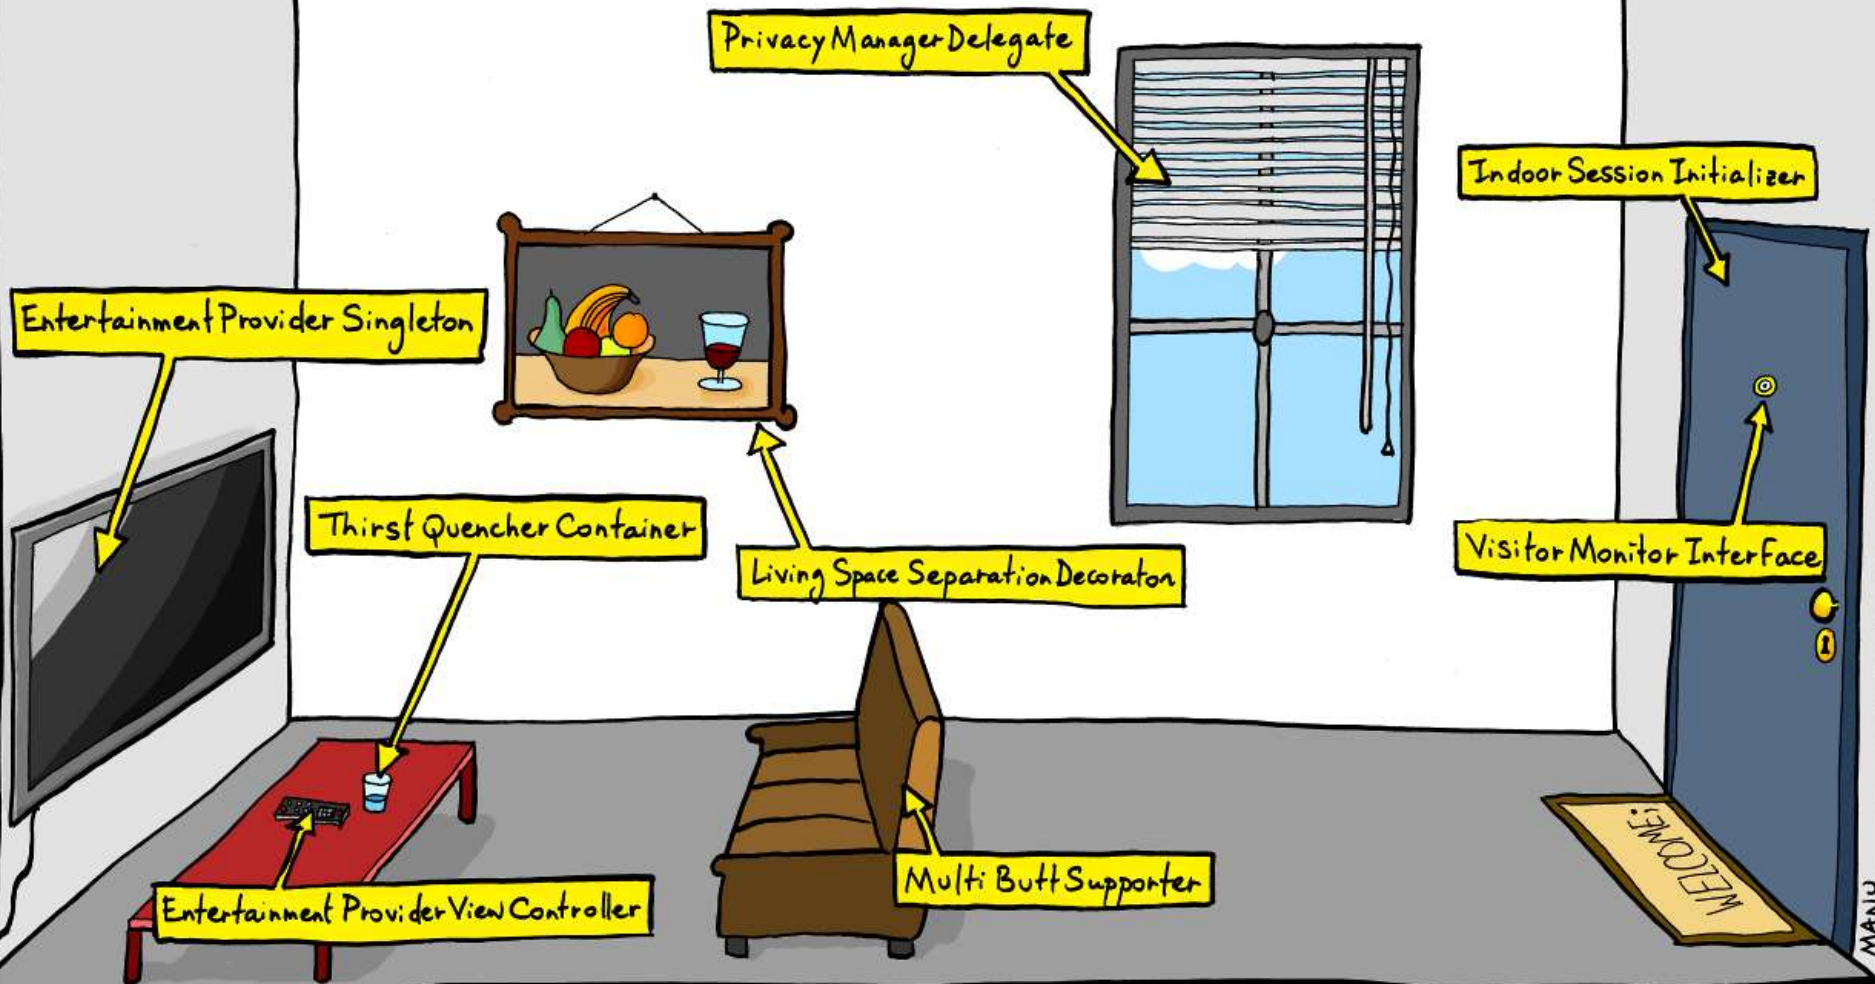 Privacy Manager Delegate
Indoor Session Initializer
Entertainment Provider Singleton
Thirst Quencher Container
Living Space Separation Decorator
Visitor Monitor Interface
Multi Butt Supporter
Entertainment Provider View Controller
WELCOME;
MANU